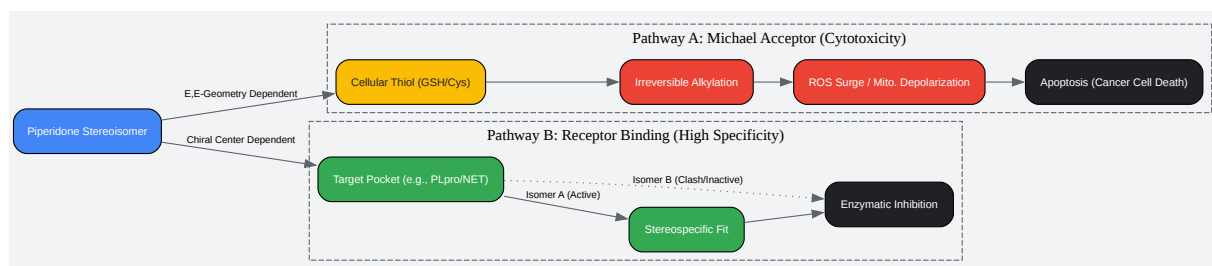 Pathway A: Michael Acceptor (Cytotoxicity)
Cellular Thiol (GSH/Cys)
Irreversible Alkylation
ROS Surge / Mito. Depolarization
Apoptosis (Cancer Cell Death)
E,E-Geometry Dependent
Piperidone Stereoisomer
Chiral Center Dependent
Pathway B: Receptor Binding (High Specificity)
Target Pocket (e.g., PLpro/NET)
Isomer B (Clash/Inactive)
Isomer A (Active)
Enzymatic Inhibition
Stereospecific Fit